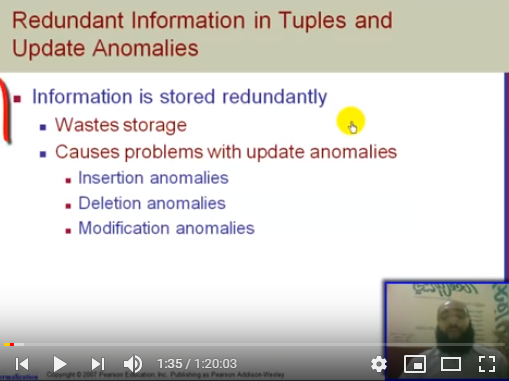 Redundant Information in Tuples and
Update Anomalies
Information is stored redundantly
Wastes storage
Causes problems with update anomalies
Insertion anomalies
Deletion anomalies
Modification anomalies
1:35 / 1:20:03
Copyright © 2007 Pearson Education, Inc. Publishing as Pearson Addison-Wesley